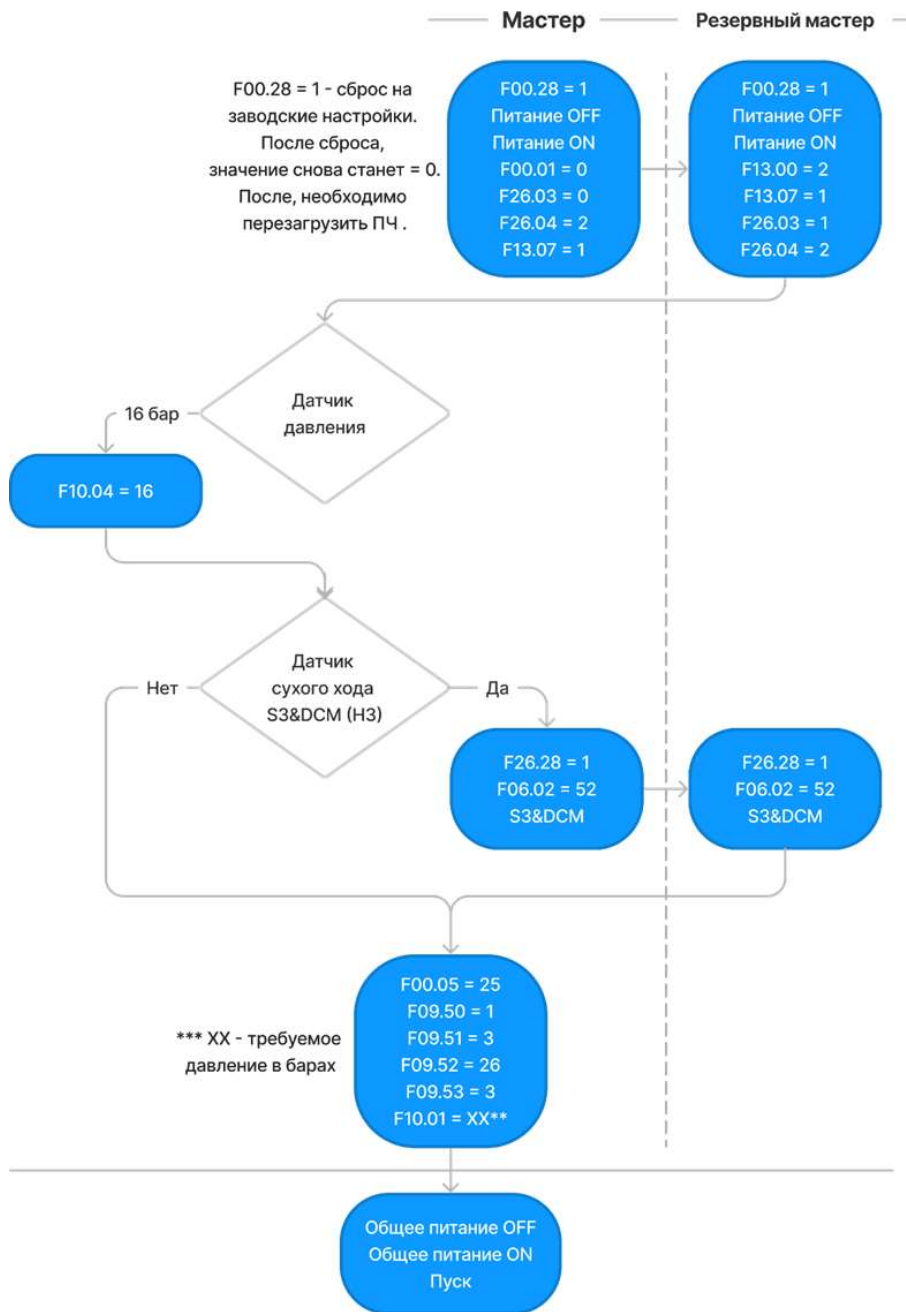 Мастер
Резервный мастер
F00.28 = 1 - сброс на
заводские настройки.
После сброса,
значение снова станет = 0.
После, необходимо
перезагрузить ПЧ .
F00.28 = 1
Питание OFF
Питание ON
F00.01 = 0
F26.03 = 0
F26.04 = 2
F13.07 = 1
F00.28 = 1
Питание OFF
Питание ON
F13.00 = 2
F13.07 = 1
F26.03 = 1
F26.04 = 2
Датчик
давления
16 бар
F10.04 = 16
Датчик
сухого хода
S3&DCM (НЗ)
Нет
Да
F26.28 = 1
F06.02 = 52
S3&DCM
F26.28 = 1
F06.02 = 52
S3&DCM
*** XX - требуемое
давление в барах
F00.05 = 25
F09.50 = 1
F09.51 = 3
F09.52 = 26
F09.53 = 3
F10.01 = XX**
Общее питание OFF
Общее питание ON
Пуск